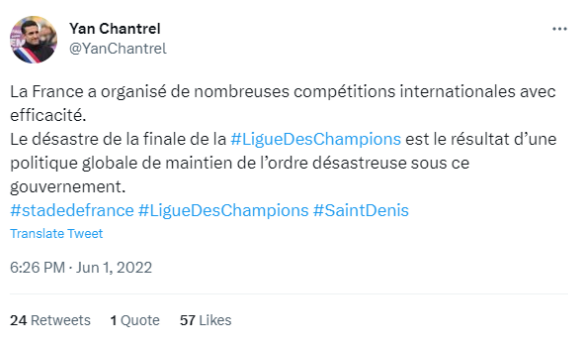 Yan Chantrel
@YanChantrel
...
La France a organisé de nombreuses compétitions internationales avec
efficacité.
Le désastre de la finale de la #LigueDesChampions est le résultat d’une
politique globale de maintien de l’ordre désastreuse sous ce
gouvernement.
#stadedefrance #LigueDesChampions #SaintDenis
Translate Tweet
6:26 PM · Jun 1, 2022
24 Retweets 1 Quote 57 Likes